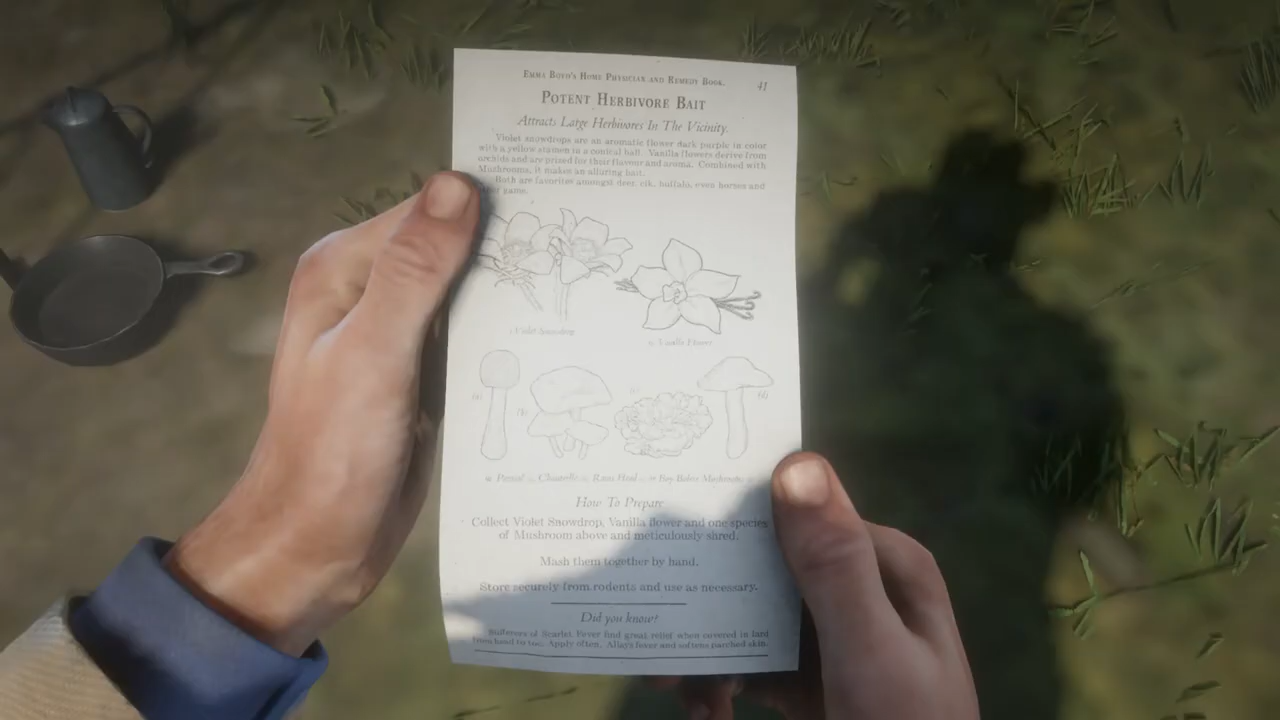 Emma Boyd's Home Physician and Remedy Book.
41
Potent Herbivore Bait
Attracts Large Herbivores In The Vicinity.
Violet snowdrops are an aromatic flower dark purple in color
with a yellow stamen in a conical hall. Vanilla flowers derive from
orchids and are prized for their flavour and aroma. Combined with
Mushrooms, it makes an alluring bait.
Both are favorites amongst deer, elk, buffalo, even horses and
game.
Violet Snowdrop
Vanilla Flower
(a)
(b)
(c)
(d)
Parasol Chanterelle Rams Head or Bay Bolete Mushrooms
How To Prepare
Collect Violet Snowdrop, Vanilla flower and one species
of Mushroom above and meticulously shred.
Mash them together by hand.
Store securely from rodents and use as necessary.
Did you know?
Sufferers of Scarlet Fever find great relief when covered in lard
from head to toe. Apply often. Allays fever and softens parched skin.